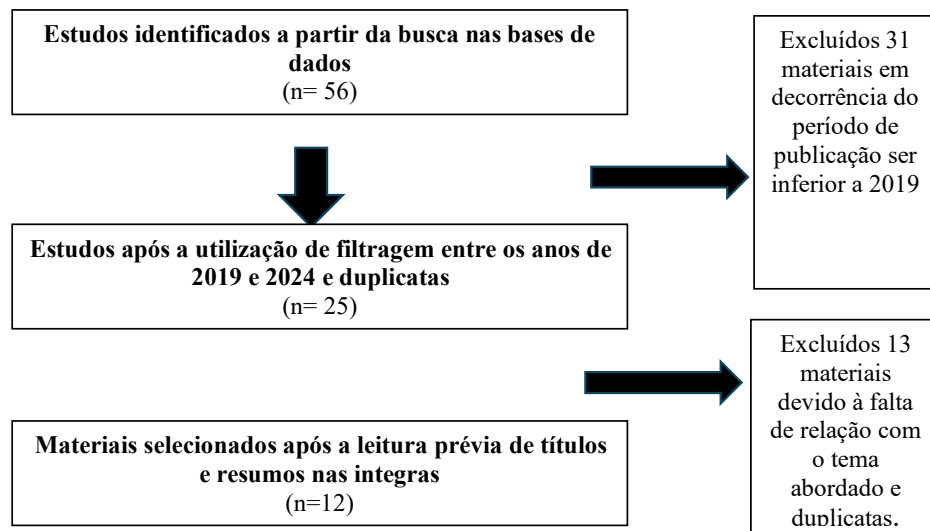 Estudos identificados a partir da busca nas bases de
dados
(n= 56)
Excluídos 31
materiais em
decorrência do
período de
publicação ser
inferior a 2019
Estudos após a utilização de filtragem entre os anos de
2019 e 2024 e duplicatas
(n= 25)
Excluídos 13
materiais
devido à falta
de relação com
o tema
abordado e
duplicatas.
Materiais selecionados após a leitura prévia de títulos
e resumos nas integras
(n=12)